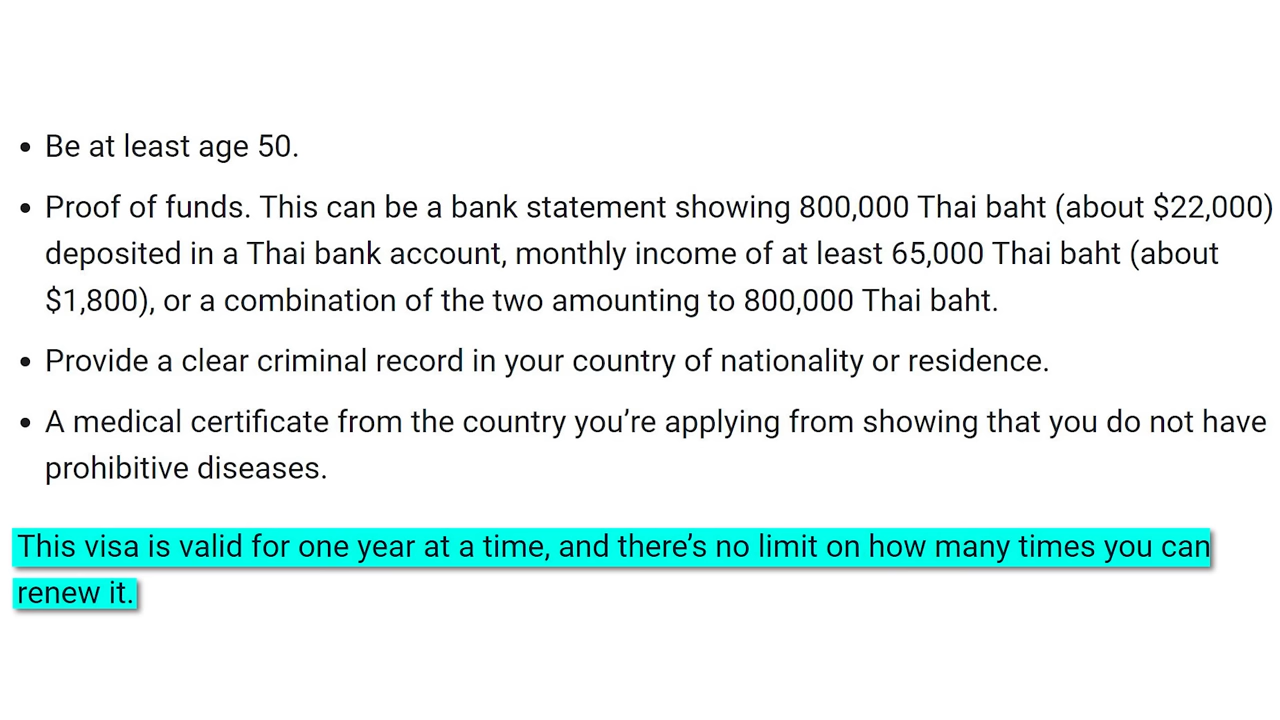 • Be at least age 50.
• Proof of funds. This can be a bank statement showing 800,000 Thai baht (about $22,000)
deposited in a Thai bank account, monthly income of at least 65,000 Thai baht (about
$1,800), or a combination of the two amounting to 800,000 Thai baht.
• Provide a clear criminal record in your country of nationality or residence.
• A medical certificate from the country you’re applying from showing that you do not have
prohibitive diseases.
This visa is valid for one year at a time, and there’s no limit on how many times you can
renew it.